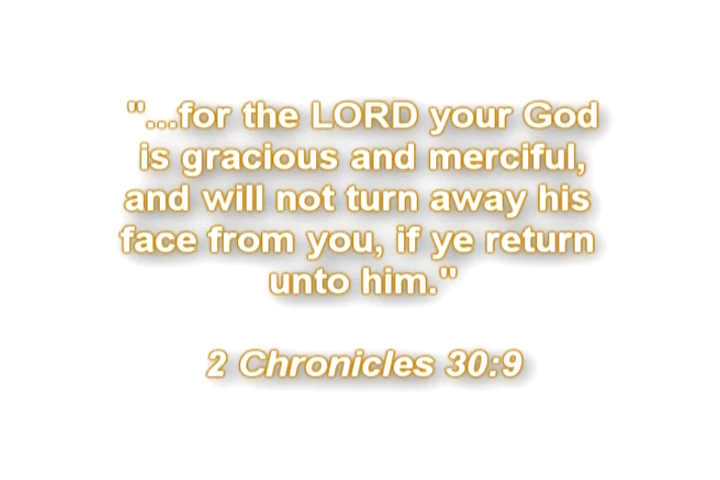 "...for the LORD your God
is gracious and merciful,
and will not turn away his
face from you, if ye return
unto him."
2 Chronicles 30:9